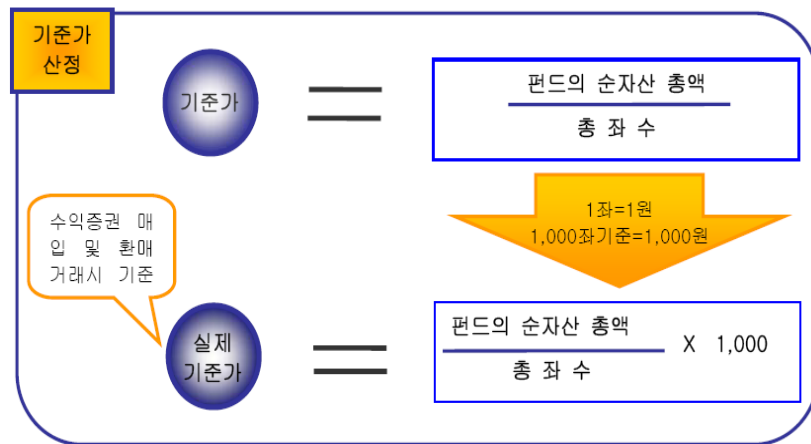 기준가
산정
기준가
펀드의 순자산 총액
총 좌 수
1좌=1원
1,000좌기준=1,000원
수익증권 매
입 및 환매
거래시 기준
실제
기준가
펀드의 순자산 총액
총 좌 수
X 1,000